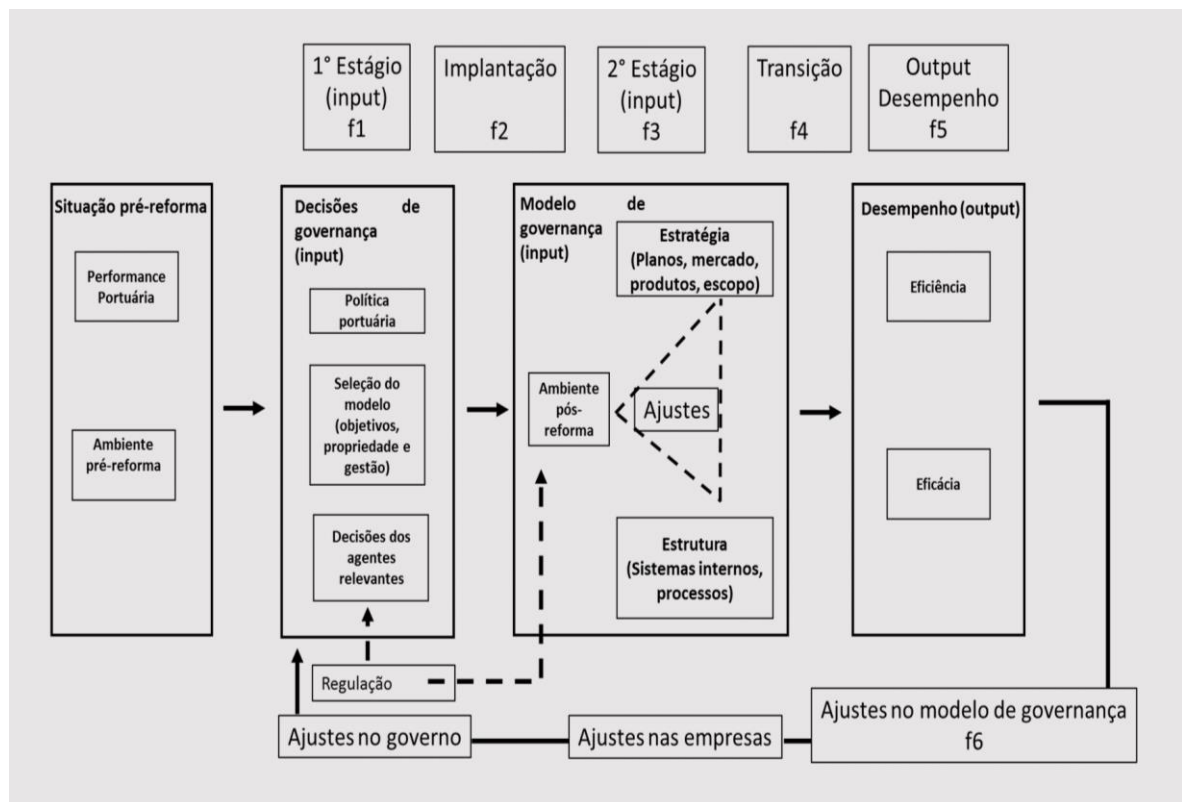 1° Estágio
(input)
f1
Implantação
f2
2° Estágio
(input)
f3
Transição
f4
Output
Desempenho
f5
Situação pré-reforma
Performance
Portuária
Ambiente
pré-reforma
Decisões de
governança
(input)
Política
portuária
Seleção do
modelo
(objetivos,
propriedade e
gestão)
Decisões dos
agentes
relevantes
Modelo de
governança
(input)
Estratégia
(Planos, mercado,
produtos, escopo)
Ambiente
pós-
reforma
Ajustes
Estrutura
(Sistemas internos,
processos)
Desempenho (output)
Eficiência
Eficácia
Regulação
Ajustes no governo
Ajustes nas empresas
Ajustes no modelo de governança
f6